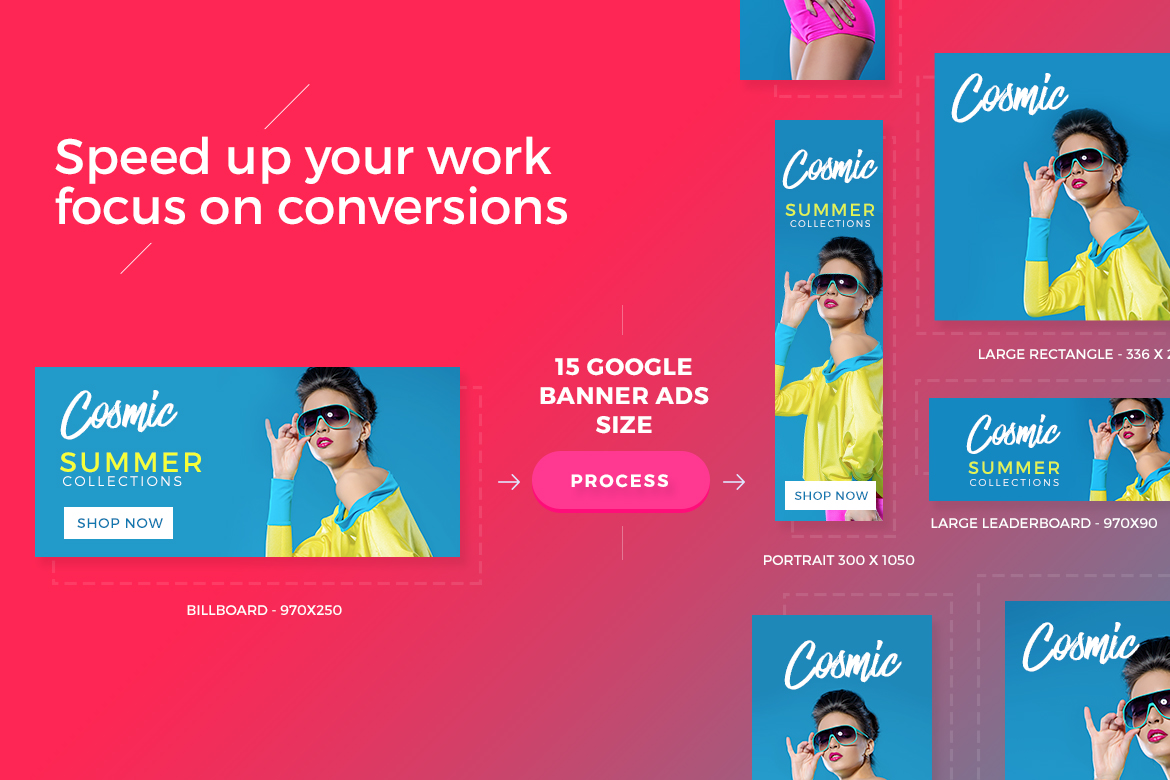 Speed up your work
focus on conversions
Cosmic
SUMMER
COLLECTIONS
SHOP NOW
BILLBOARD - 970X250
15 GOOGLE
BANNER ADS
SIZE
PROCESS
Cosmic
SUMMER
COLLECTIONS
SHOP NOW
PORTRAIT 300 X 1050
Cosmic
LARGE RECTANGLE - 336 X
Cosmic
SUMMER
COLLECTIONS
LARGE LEADERBOARD - 970X90
Cosmic
Cosmic